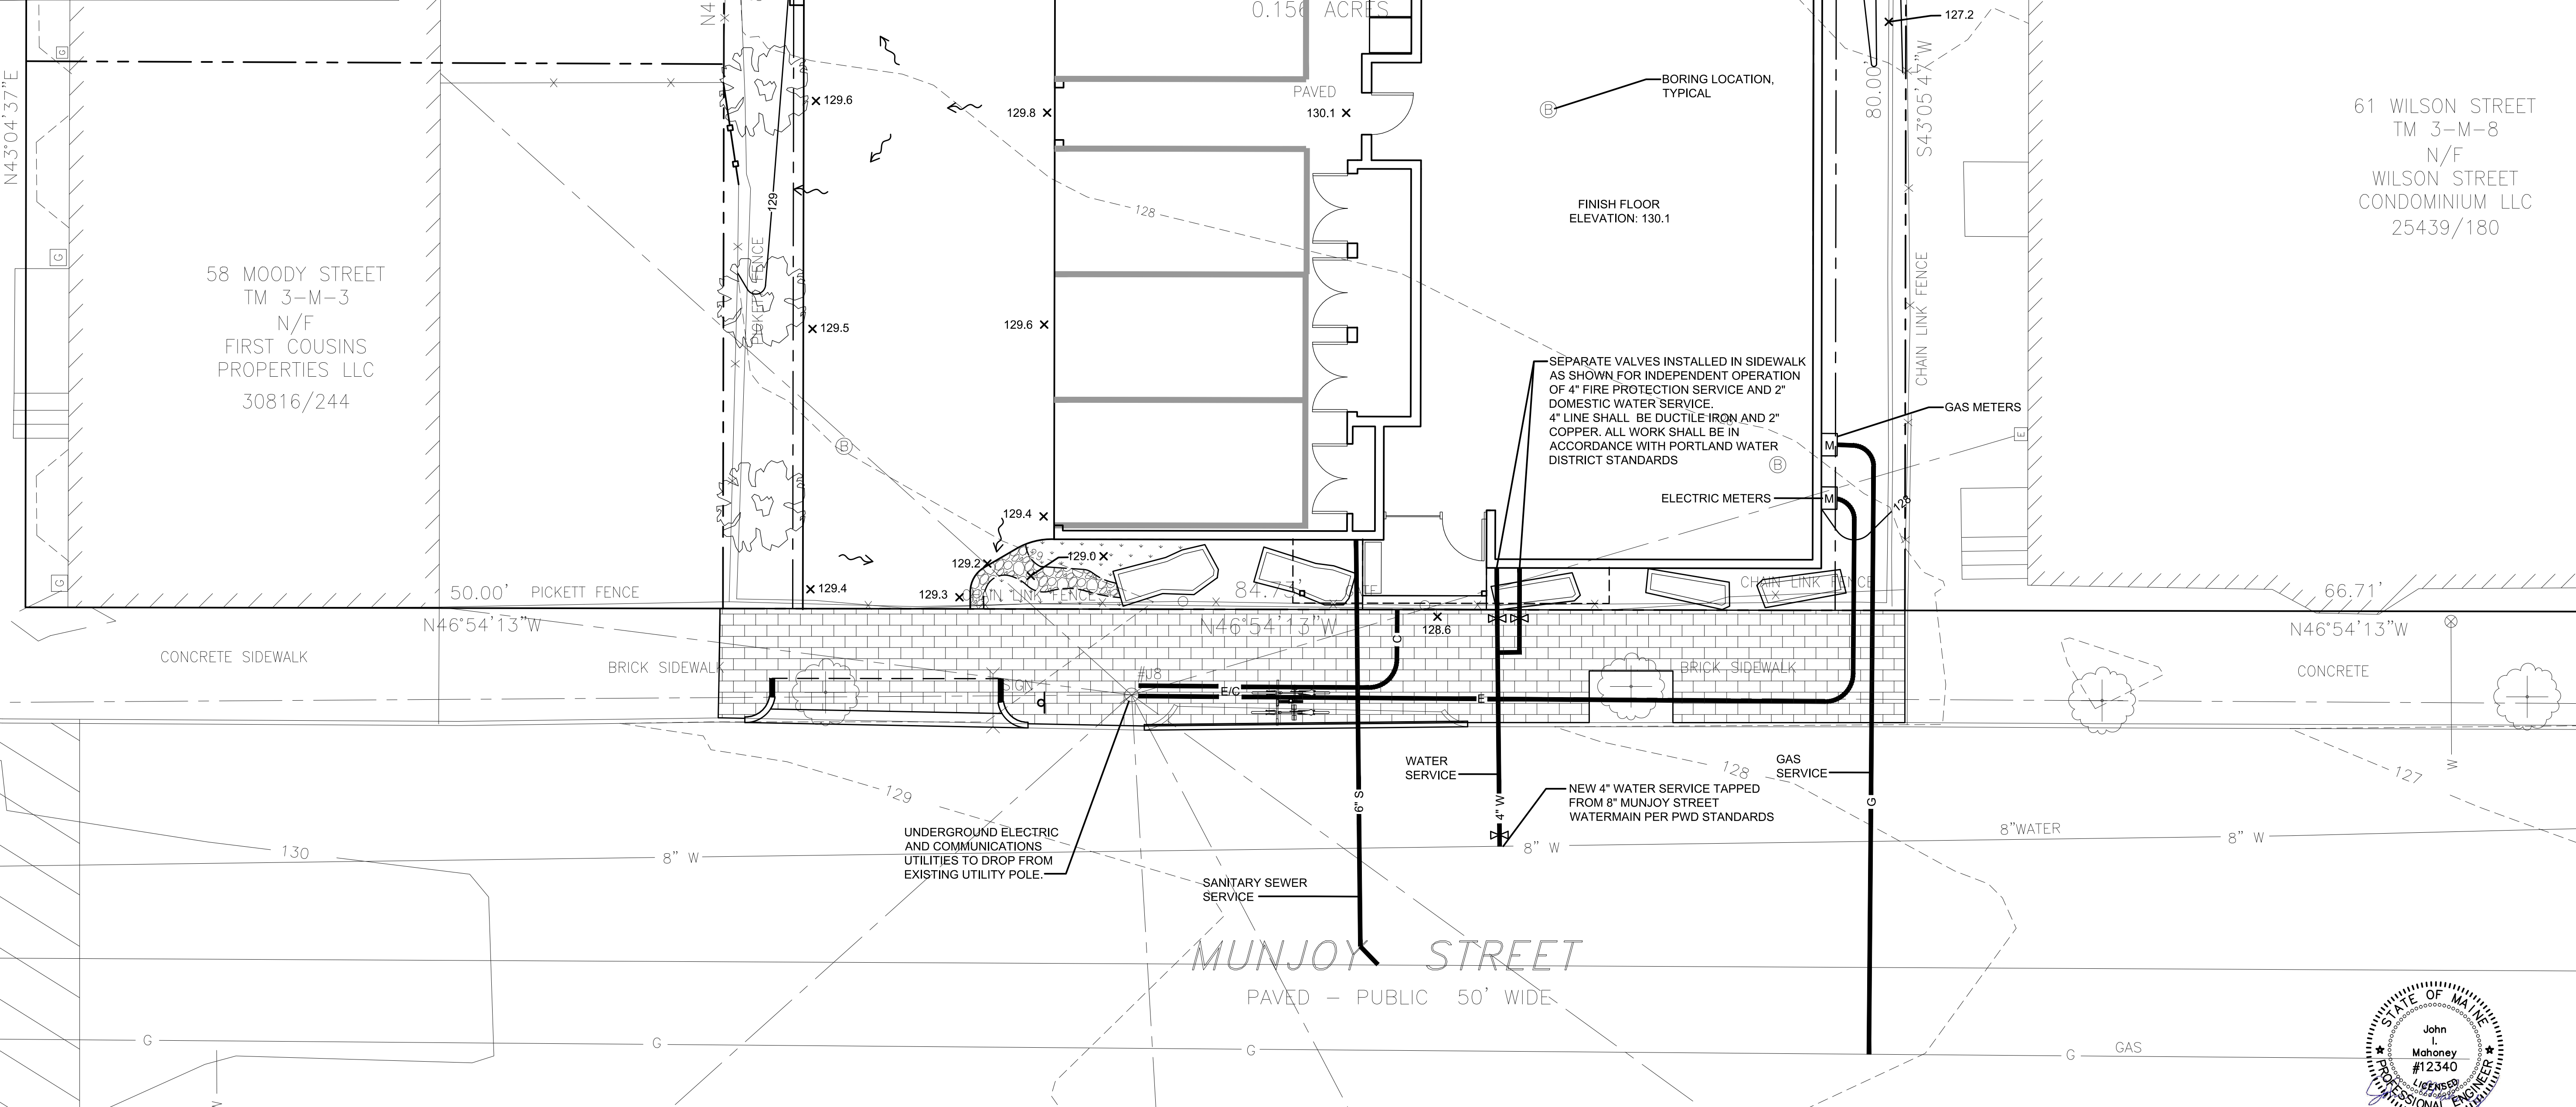 0.156 ACRES
127.2
N43°04'37"E
S43°05'47"W
80.00'
BORING LOCATION,
TYPICAL
PAVED
129.6
129.8
130.1
B
61 WILSON STREET
TM 3-M-8
N/F
WILSON STREET
CONDOMINIUM LLC
25439/180
FINISH FLOOR
ELEVATION: 130.1
129
128
G
G
G
58 MOODY STREET
TM 3-M-3
N/F
FIRST COUSINS
PROPERTIES LLC
30816/244
PICKETT FENCE
CHAIN LINK FENCE
129.5
129.6
SEPARATE VALVES INSTALLED IN SIDEWALK
AS SHOWN FOR INDEPENDENT OPERATION
OF 4" FIRE PROTECTION SERVICE AND 2"
DOMESTIC WATER SERVICE.
4" LINE SHALL BE DUCTILE IRON AND 2"
COPPER. ALL WORK SHALL BE IN
ACCORDANCE WITH PORTLAND WATER
DISTRICT STANDARDS
GAS METERS
M
E
B
B
ELECTRIC METERS
M
128
129.4
129.2
129.0
129.3
129.4
50.00'
PICKETT FENCE
CHAIN LINK FENCE
84.73'
GATE
CHAIN LINK FENCE
66.71'
N46°54'13"W
N46°54'13"W
128.6
N46°54'13"W
CONCRETE SIDEWALK
BRICK SIDEWALK
SIGN
#J8
C
E/C
E
BRICK SIDEWALK
CONCRETE
W
129
130
128
127
WATER
SERVICE
GAS
SERVICE
6" S
4" W
G
NEW 4" WATER SERVICE TAPPED
FROM 8" MUNJOY STREET
WATERMAIN PER PWD STANDARDS
UNDERGROUND ELECTRIC
AND COMMUNICATIONS
UTILITIES TO DROP FROM
EXISTING UTILITY POLE.
8" W
8" W
8"WATER
8" W
SANITARY SEWER
SERVICE
MUNJOY STREET
PAVED - PUBLIC 50' WIDE
G
G
G
G
GAS
W
STATE OF MAINE
John
I.
Mahoney
#12340
LICENSED
PROFESSIONAL ENGINEER